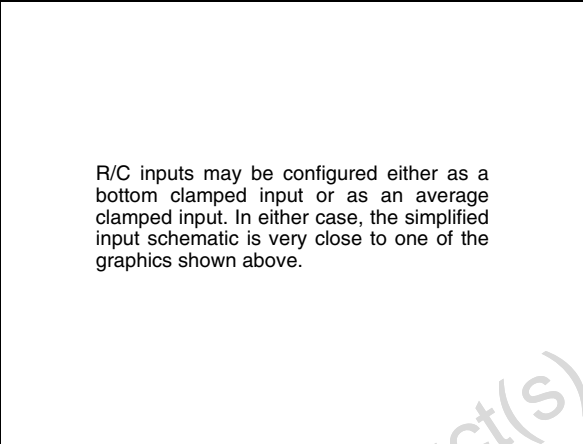 R/C inputs may be configured either as a
bottom clamped input or as an average
clamped input. In either case, the simplified
input schematic is very close to one of the
graphics shown above.
ct(s)